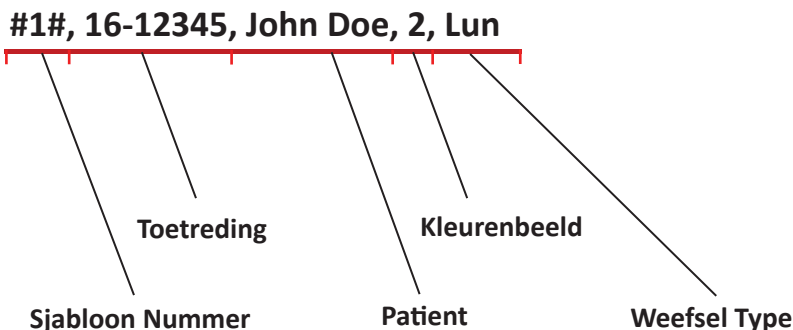 #1#, 16-12345, John Doe, 2, Lun
Toetreding
Kleurenbeeld
Sjabloon Nummer
Patient
Weefsel Type